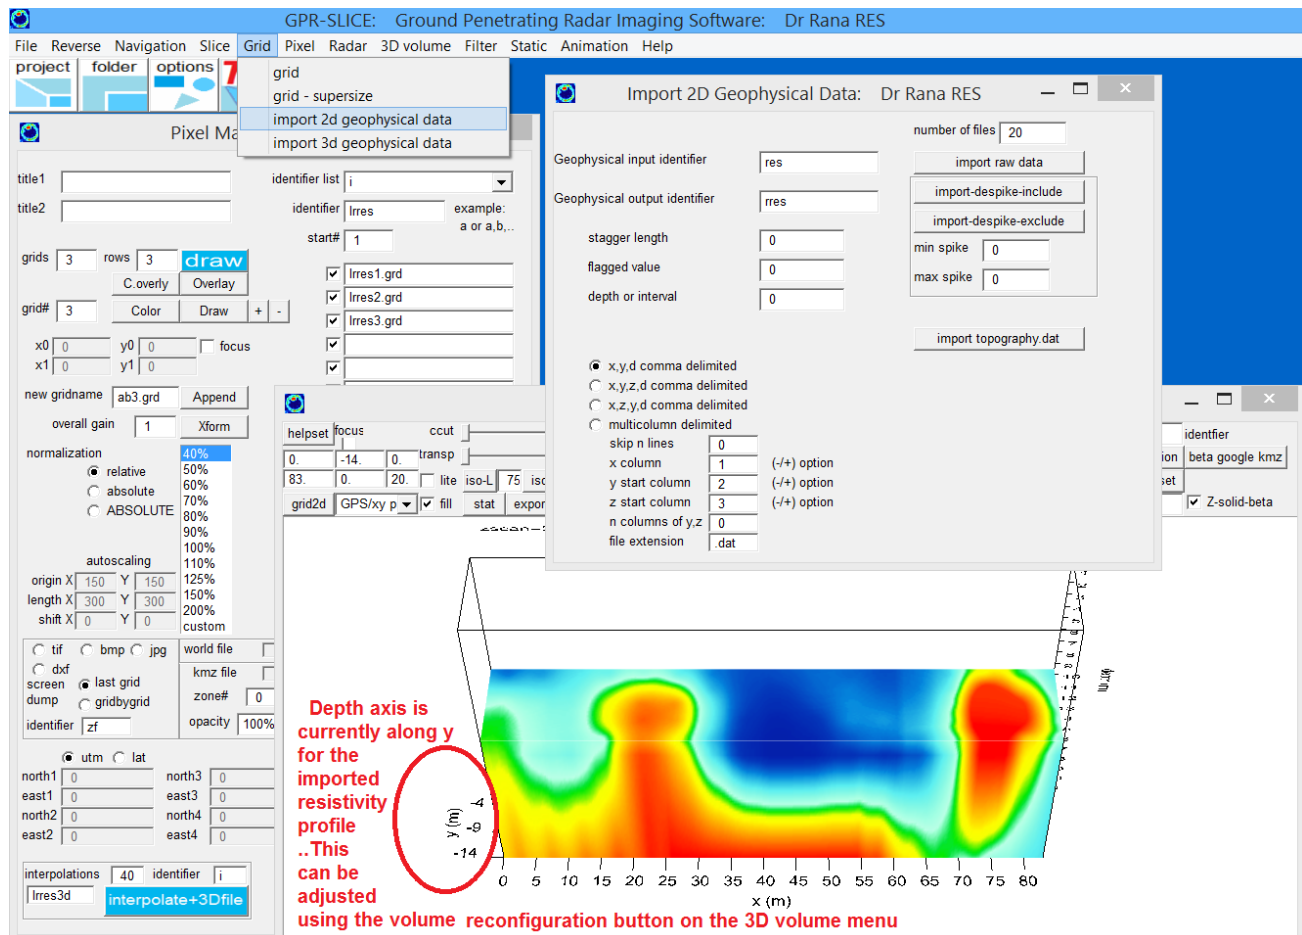 GPR-SLICE: Ground Penetrating Radar Imaging Software: Dr Rana RES
File Reverse Navigation Slice Grid Pixel Radar 3D volume Filter Static Animation Help
project folder options
grid
grid - supersize
import 2d geophysical data
import 3d geophysical data
Pixel Ma
title1
title2
identifier list i
identifier Irres example:
a or a,b,..
start# 1
grids 3 rows 3 draw
C.overly Overlay
grid# 3 Color Draw + -
Irres1.grd
Irres2.grd
Irres3.grd
x0 0 y0 0 focus
x1 0 y1 0
new gridname ab3.grd Append
overall gain 1 Xform
normalization
relative
absolute
ABSOLUTE
40%
50%
60%
70%
80%
90%
100%
110%
125%
150%
200%
custom
autoscaling
origin X 150 Y 150
length X 300 Y 300
shift X 0 Y 0
tif bmp jpg
dxf
screen dump
last grid
gridbygrid
identifier zf
world file
kmz file
zone# 0
opacity 100%
utm lat
north1 0 north3 0
east1 0 east3 0
north2 0 north4 0
east2 0 east4 0
interpolations 40 identifier i
Irres3d interpolate+3Dfile
Import 2D Geophysical Data: Dr Rana RES
number of files 20
Geophysical input identifier res
import raw data
Geophysical output identifier rres
import-despike-include
import-despike-exclude
stagger length 0
min spike 0
flagged value 0
max spike 0
depth or interval 0
import topography.dat
x,y,d comma delimited
x,y,z,d comma delimited
x,z,y,d comma delimited
multicolumn delimited
skip n lines 0
x column 1 (-/+) option
y start column 2 (-/+) option
z start column 3 (-/+) option
n columns of y,z 0
file extension .dat
helpset focus ccut
0. -14. 0. transp
83. 0. 20. lite iso-L 75 iso
grid2d GPS/xy p fill stat expor
identfier
ion beta google kmz
set
Z-solid-beta
Depth axis is
currently along y
for the
imported
resistivity
profile
..This
can be
adjusted
using the volume reconfiguration button on the 3D volume menu
y (m)
-4
-9
-14
0 5 10 15 20 25 30 35 40 45 50 55 60 65 70 75 80
x (m)